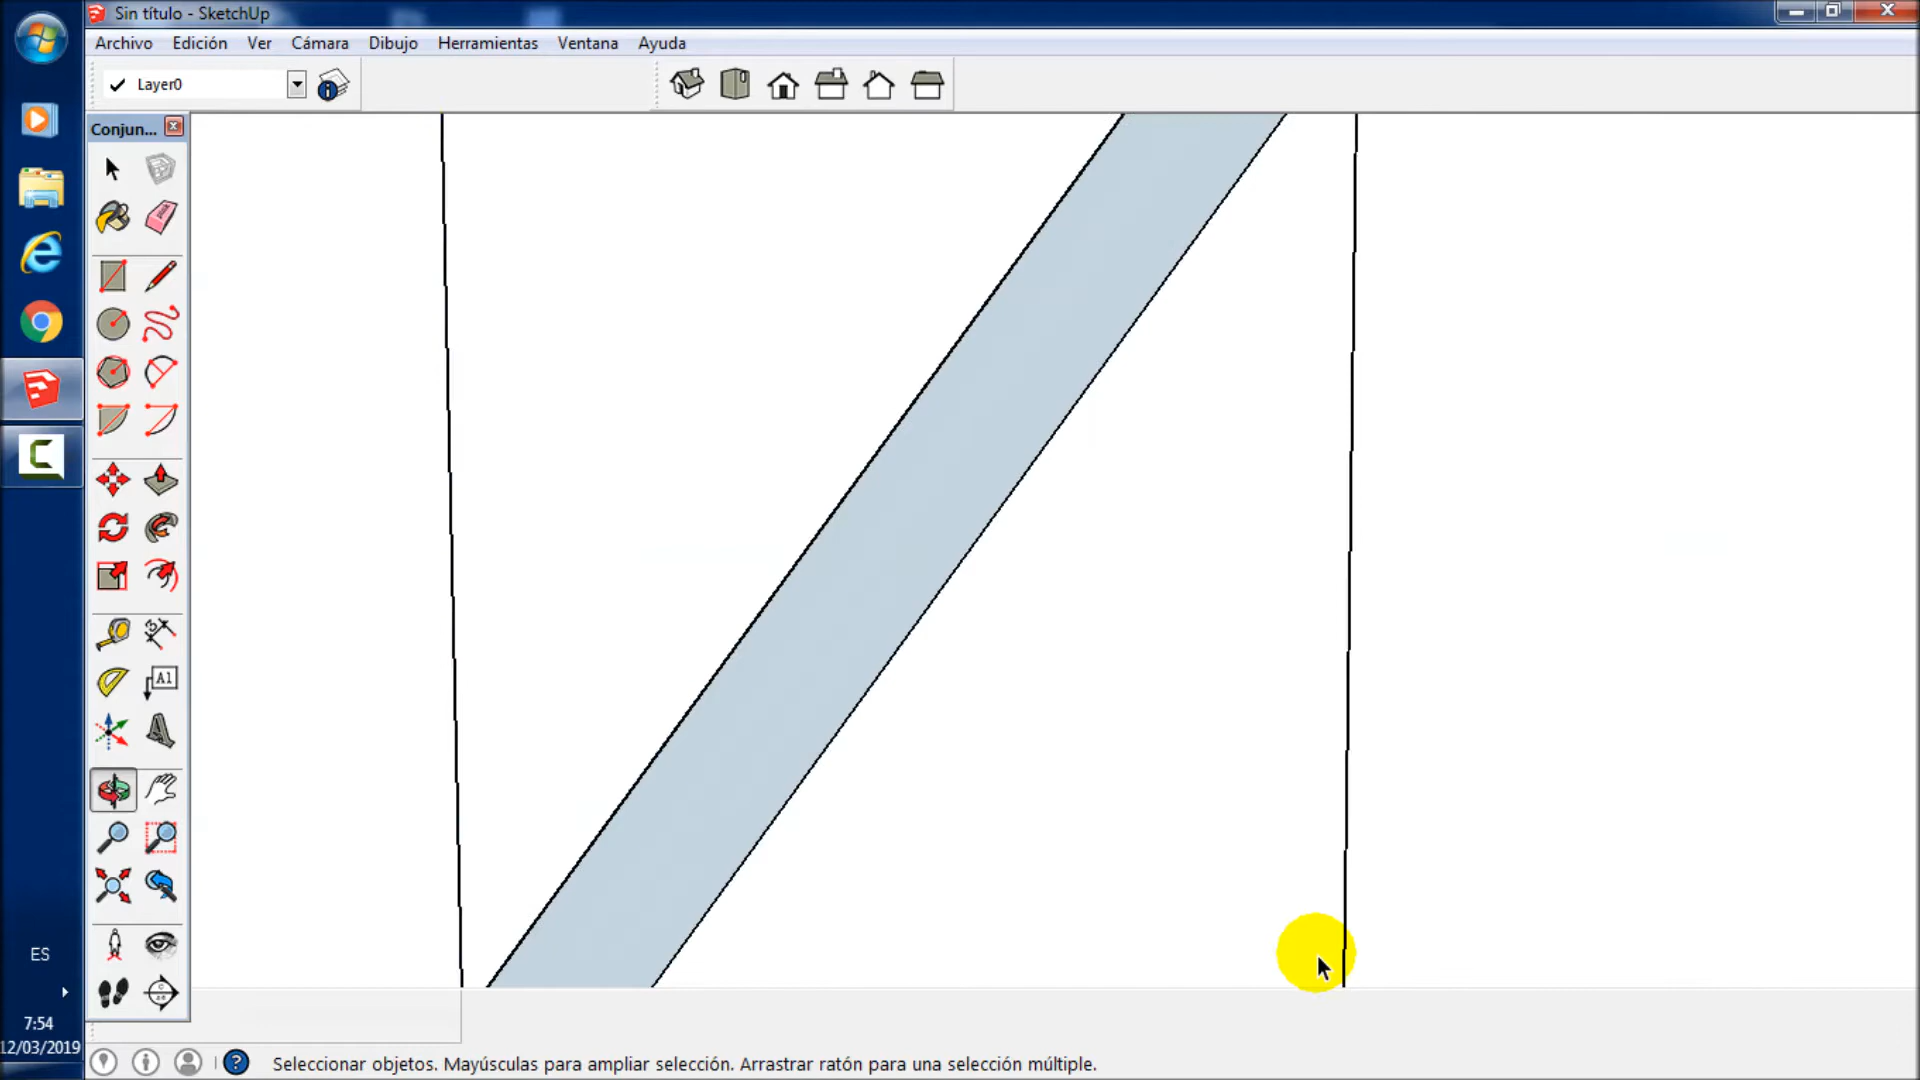 Sin título - SketchUp
Archivo Edición Ver Cámara Dibujo Herramientas Ventana Ayuda
Layer0
Conjun...
A1
ES
7:54
12/03/2019
Seleccionar objetos. Mayúsculas para ampliar selección. Arrastrar ratón para una selección múltiple.